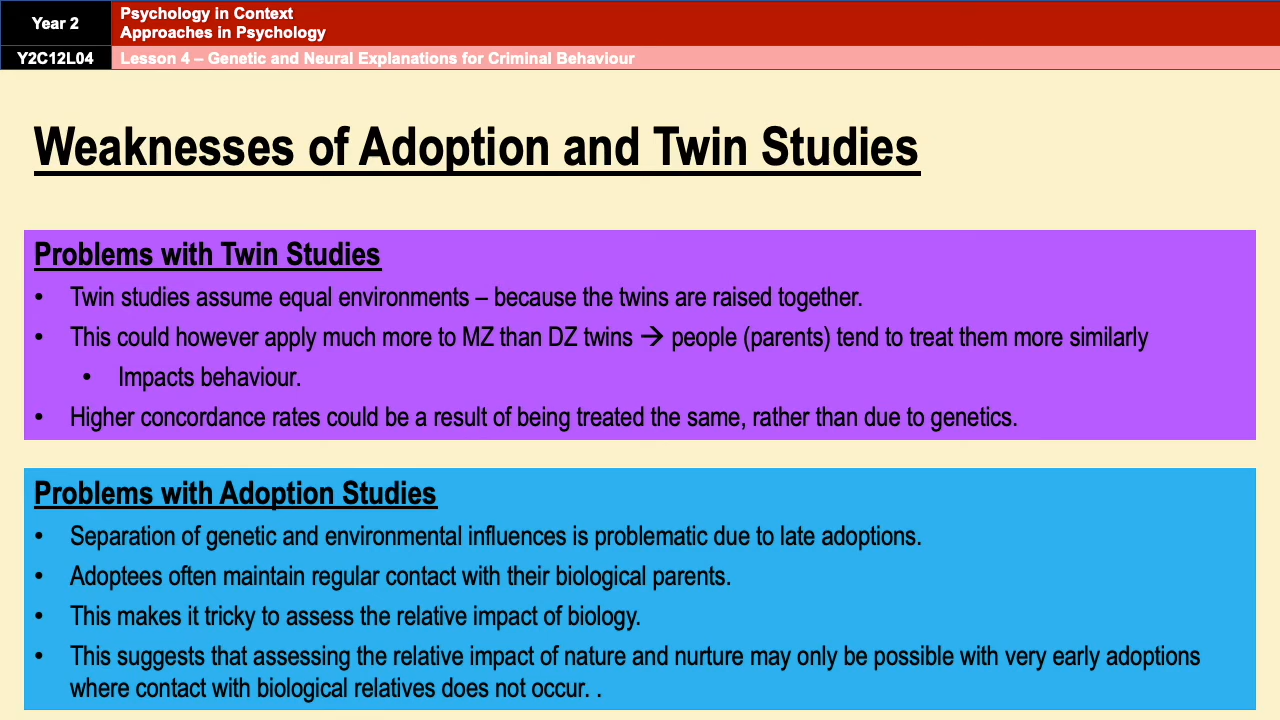 Year 2
Psychology in Context
Approaches in Psychology
Y2C12L04
Lesson 4 – Genetic and Neural Explanations for Criminal Behaviour
Weaknesses of Adoption and Twin Studies
Problems with Twin Studies
• Twin studies assume equal environments – because the twins are raised together.
• This could however apply much more to MZ than DZ twins → people (parents) tend to treat them more similarly
• Impacts behaviour.
• Higher concordance rates could be a result of being treated the same, rather than due to genetics.
Problems with Adoption Studies
• Separation of genetic and environmental influences is problematic due to late adoptions.
• Adoptees often maintain regular contact with their biological parents.
• This makes it tricky to assess the relative impact of biology.
• This suggests that assessing the relative impact of nature and nurture may only be possible with very early adoptions
where contact with biological relatives does not occur. .